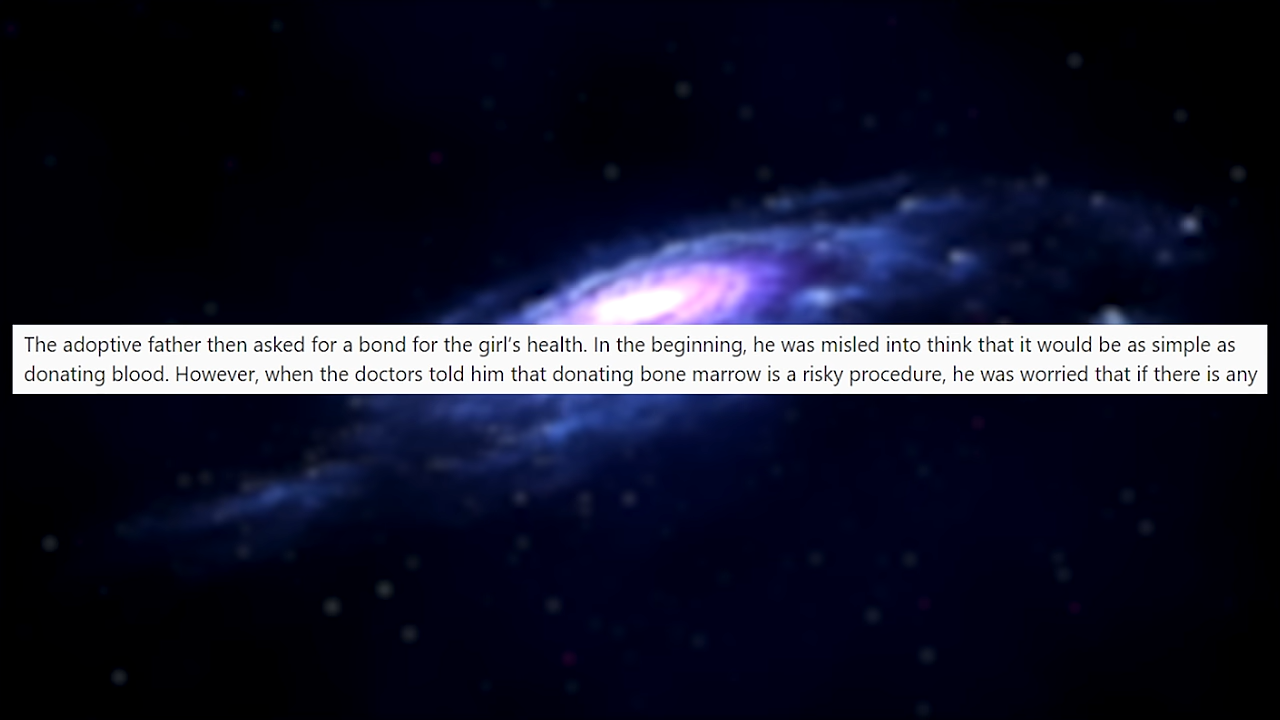 The adoptive father then asked for a bond for the girl's health. In the beginning, he was misled into think that it would be as simple as
donating blood. However, when the doctors told him that donating bone marrow is a risky procedure, he was worried that if there is any